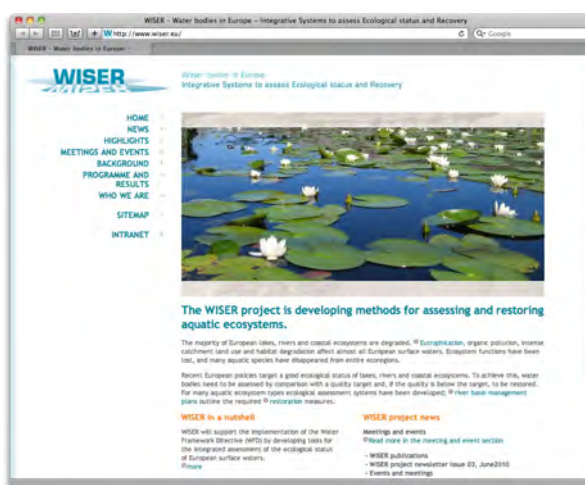 WISER – Water bodies in Europe – Integrative Systems to assess Ecological status and Recovery
W http://www.wiser.eu/
Google
WISER – Water bodies in Europe –
WISER
Water bodies in Europe
Integrative Systems to assess Ecological status and Recovery
HOME
NEWS
HIGHLIGHTS
MEETINGS AND EVENTS
BACKGROUND
PROGRAMME AND
RESULTS
WHO WE ARE
SITEMAP
INTRANET
The WISER project is developing methods for assessing and restoring
aquatic ecosystems.
The majority of European lakes, rivers and coastal ecosystems are degraded. Eutrophication, organic pollution, intense
catchment land use and habitat degradation affect almost all European surface waters. Ecosystem functions have been
lost, and many aquatic species have disappeared from entire ecoregions.
Recent European policies target a good ecological status of lakes, rivers and coastal ecosystems. To achieve this, water
bodies need to be assessed by comparison with a quality target and, if the quality is below the target, to be restored.
For many aquatic ecosystem types ecological assessment systems have been developed; river basin management
plans outline the required restoration measures.
WISER in a nutshell
WISER will support the implementation of the Water
Framework Directive (WFD) by developing tools for
the integrated assessment of the ecological status
of European surface waters.
more
WISER project news
Meetings and events
Read more in the meeting and event section
- WISER publications
- WISER project newsletter issue 03, June2010
- Events and meetings